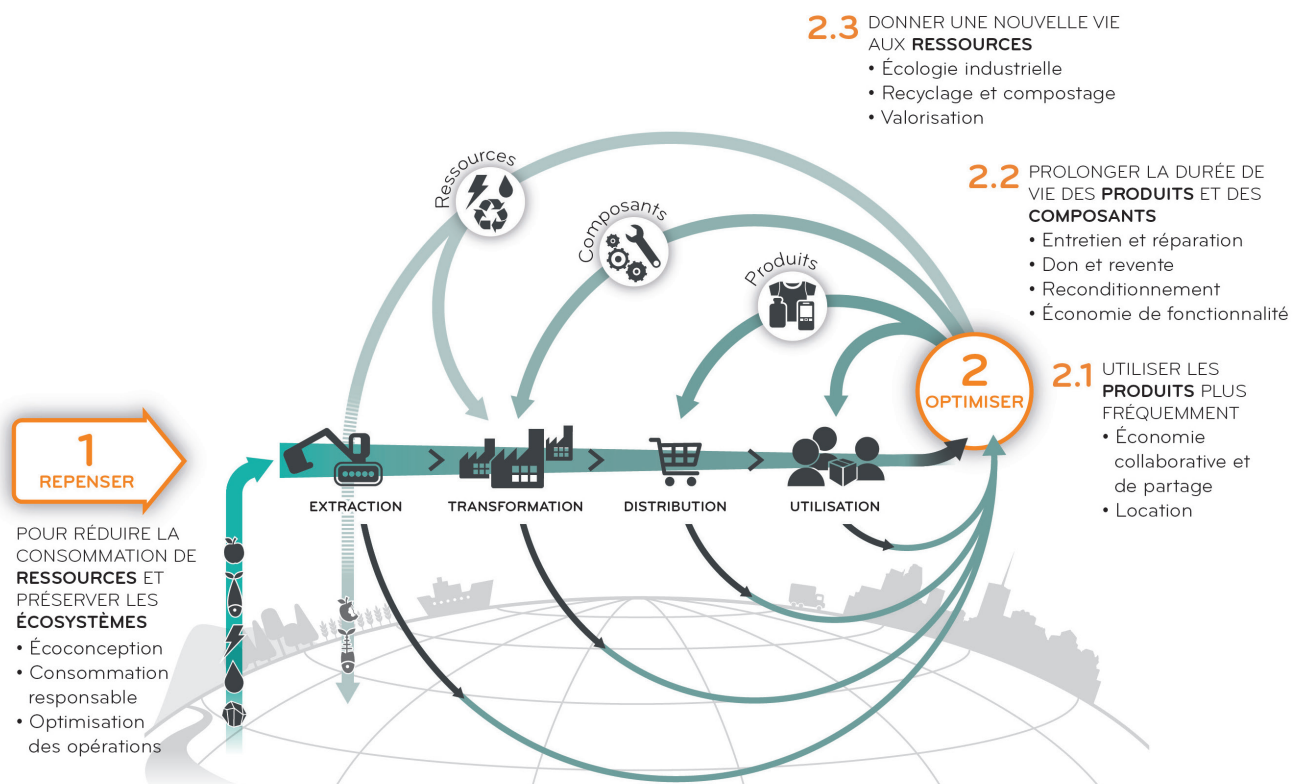 2.3 DONNER UNE NOUVELLE VIE
AUX RESSOURCES
• Écologie industrielle
• Recyclage et compostage
• Valorisation
Ressources
Composants
Produits
2.2 PROLONGER LA DURÉE DE
VIE DES PRODUITS ET DES
COMPOSANTS
• Entretien et réparation
• Don et revente
• Reconditionnement
• Économie de fonctionnalité
2
OPTIMISER
2.1 UTILISER LES
PRODUITS PLUS
FRÉQUEMMENT
• Économie
collaborative et
de partage
• Location
1
REPENSER
POUR RÉDUIRE LA
CONSOMMATION DE
RESSOURCES ET
PRÉSERVER LES
ÉCOSYSTÈMES
• Écoconception
• Consommation
responsable
• Optimisation
des opérations
EXTRACTION
TRANSFORMATION
DISTRIBUTION
UTILISATION